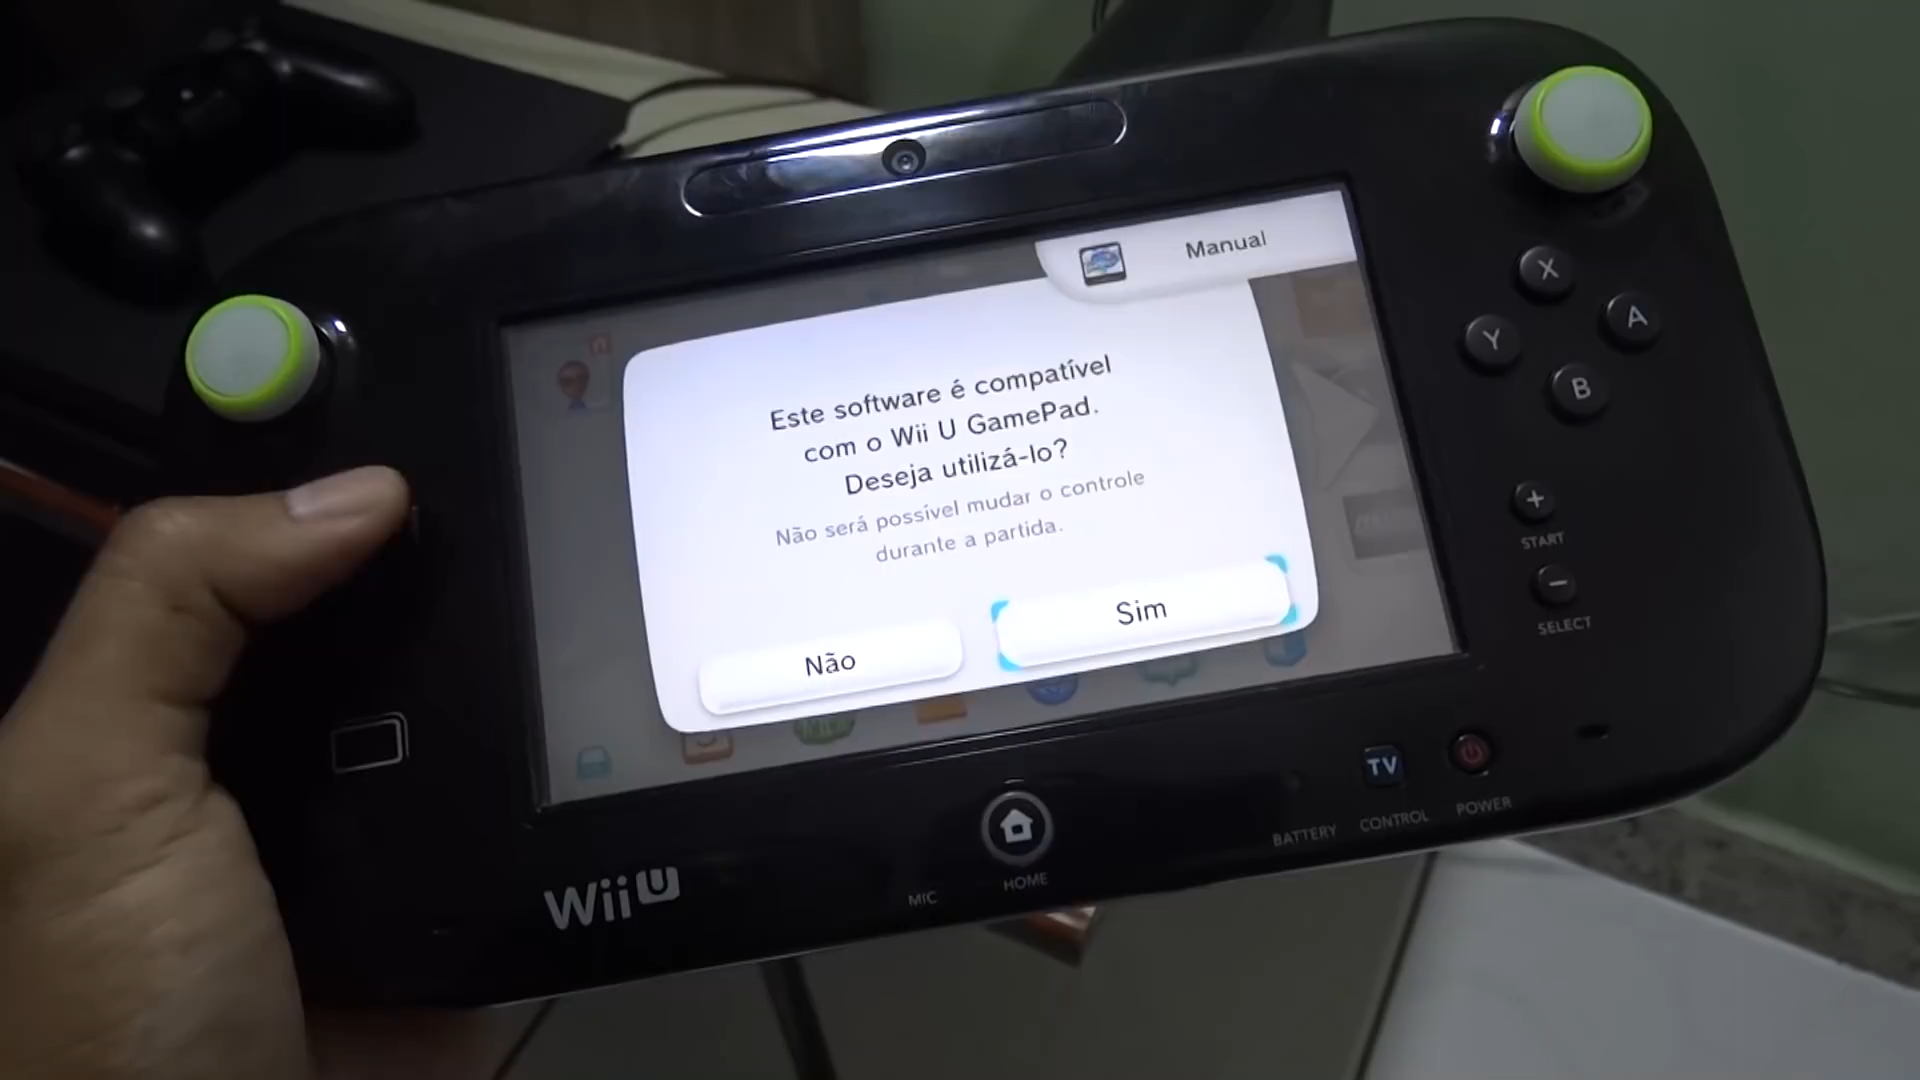 Manual
Este software é compatível
com o Wii U GamePad.
Deseja utilizá-lo?
Não será possível mudar o controle
durante a partida.
Não
Sim
X
Y
A
B
+
START
−
SELECT
TV
CONTROL
POWER
BATTERY
HOME
MIC
Wii U